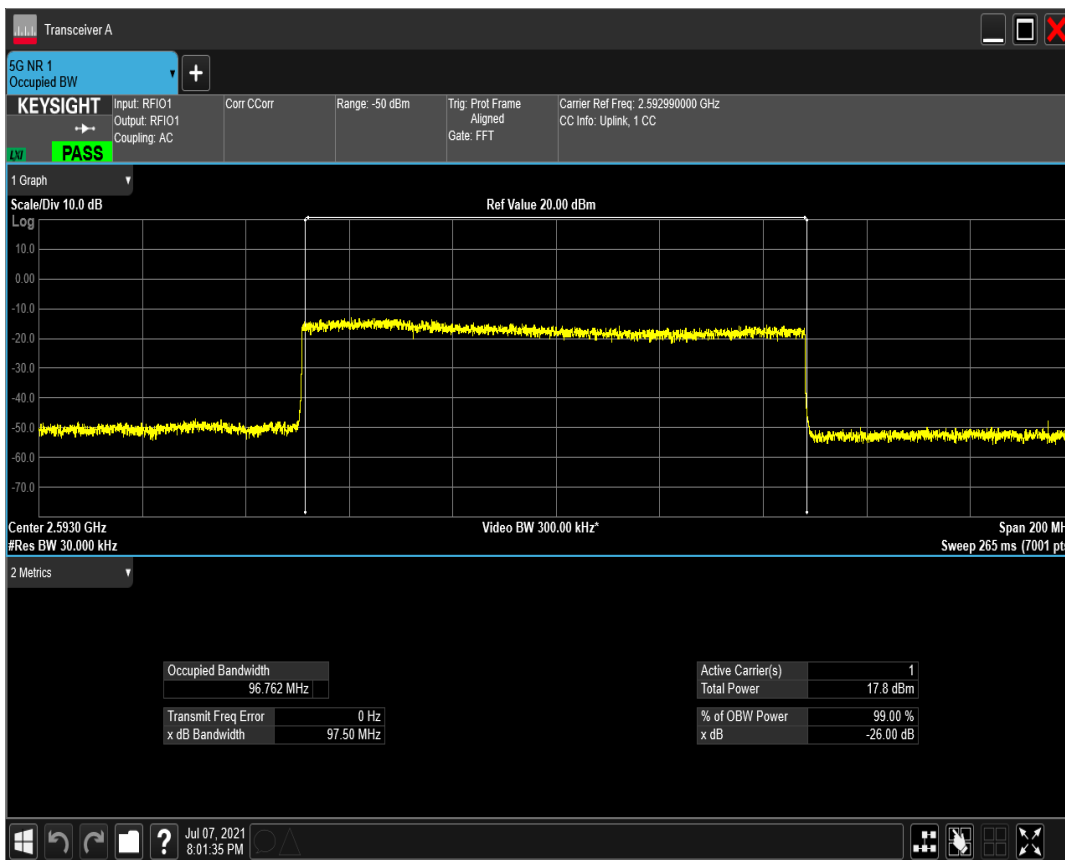 Transceiver A
5G NR 1
Occupied BW
+
KEYSIGHT
LXI
PASS
Input: RFIO1
Output: RFIO1
Coupling: AC
Corr CCorr
Range: -50 dBm
Trig: Prot Frame
Aligned
Gate: FFT
Carrier Ref Freq: 2.592990000 GHz
CC Info: Uplink, 1 CC
1 Graph
Scale/Div 10.0 dB
Ref Value 20.00 dBm
Log
10.0
0.00
-10.0
-20.0
-30.0
-40.0
-50.0
-60.0
-70.0
Center 2.5930 GHz
Video BW 300.00 kHz*
Span 200 MH
#Res BW 30.000 kHz
Sweep 265 ms (7001 pts
2 Metrics
Occupied Bandwidth
96.762 MHz
Transmit Freq Error 0 Hz
x dB Bandwidth 97.50 MHz
Active Carrier(s) 1
Total Power 17.8 dBm
% of OBW Power 99.00 %
x dB -26.00 dB
?
Jul 07, 2021
8:01:35 PM